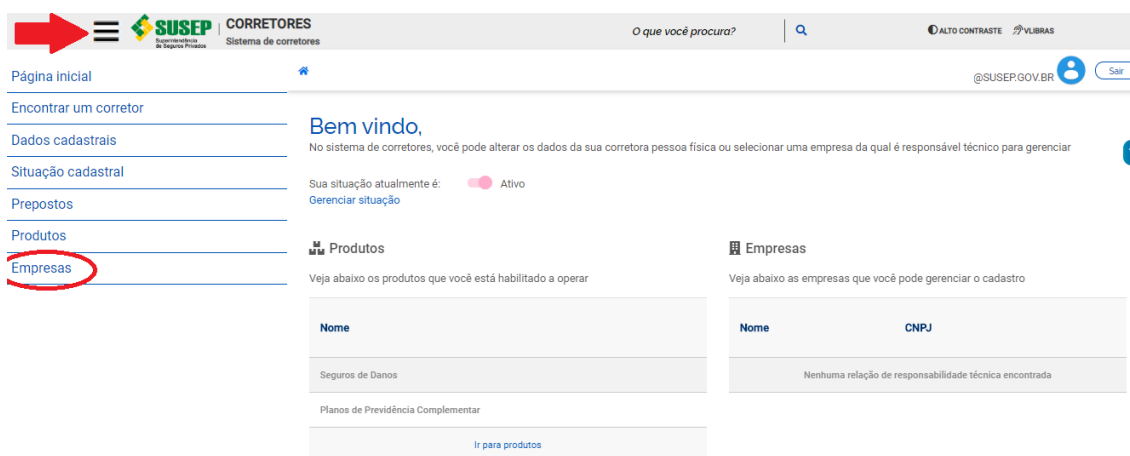 SUSEP
Superintendência
de Seguros Privados
CORRETORES
Sistema de corretores
O que você procura?
ALTO CONTRASTE
VLIBRAS
Página inicial
Encontrar um corretor
Dados cadastrais
Situação cadastral
Prepostos
Produtos
Empresas
@SUSEP.GOV.BR
Sair
Bem vindo,
No sistema de corretores, você pode alterar os dados da sua corretora pessoa física ou selecionar uma empresa da qual é responsável técnico para gerenciar
Sua situação atualmente é: Ativo
Gerenciar situação
Produtos
Veja abaixo os produtos que você está habilitado a operar
Nome
Seguros de Danos
Planos de Previdência Complementar
Ir para produtos
Empresas
Veja abaixo as empresas que você pode gerenciar o cadastro
Nome CNPJ
Nenhuma relação de responsabilidade técnica encontrada